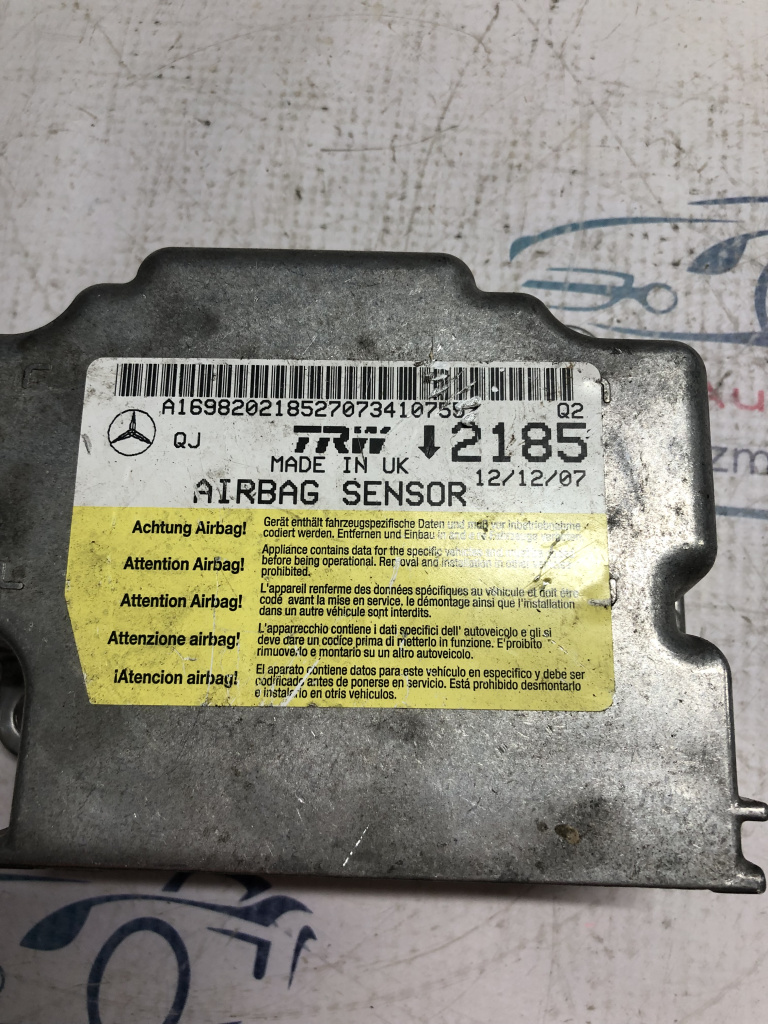 A1698202185270734107 Q2
QJ TRW ↓2185
MADE IN UK 12/12/07
AIRBAG SENSOR
Achtung Airbag!
Gerät enthält fahrzeugspezifische Daten und muß vor Inbetriebnahme
codiert werden. Entfernen und Einbau in
Attention Airbag!
Appliance contains data for the specific
before being operational. Removal and installation in
prohibited.
Attention Airbag!
L'appareil renferme des données spécifiques au véhicule et doit être
codé avant la mise en service, le démontage ainsi que l'installation
dans un autre véhicule sont interdits.
Attenzione airbag!
L'apparecchio contiene i dati specifici dell' autoveicolo e gli si
deve dare un codice prima di metterlo in funzione. E'proibito
rimuoverlo e montarlo su un altro autoveicolo.
¡Atencion airbag!
El aparato contiene datos para este vehículo en especifico y debe ser
codificado antes de ponerse en servicio. Está prohibido desmontarlo
e instalarlo en otris vehiculos.